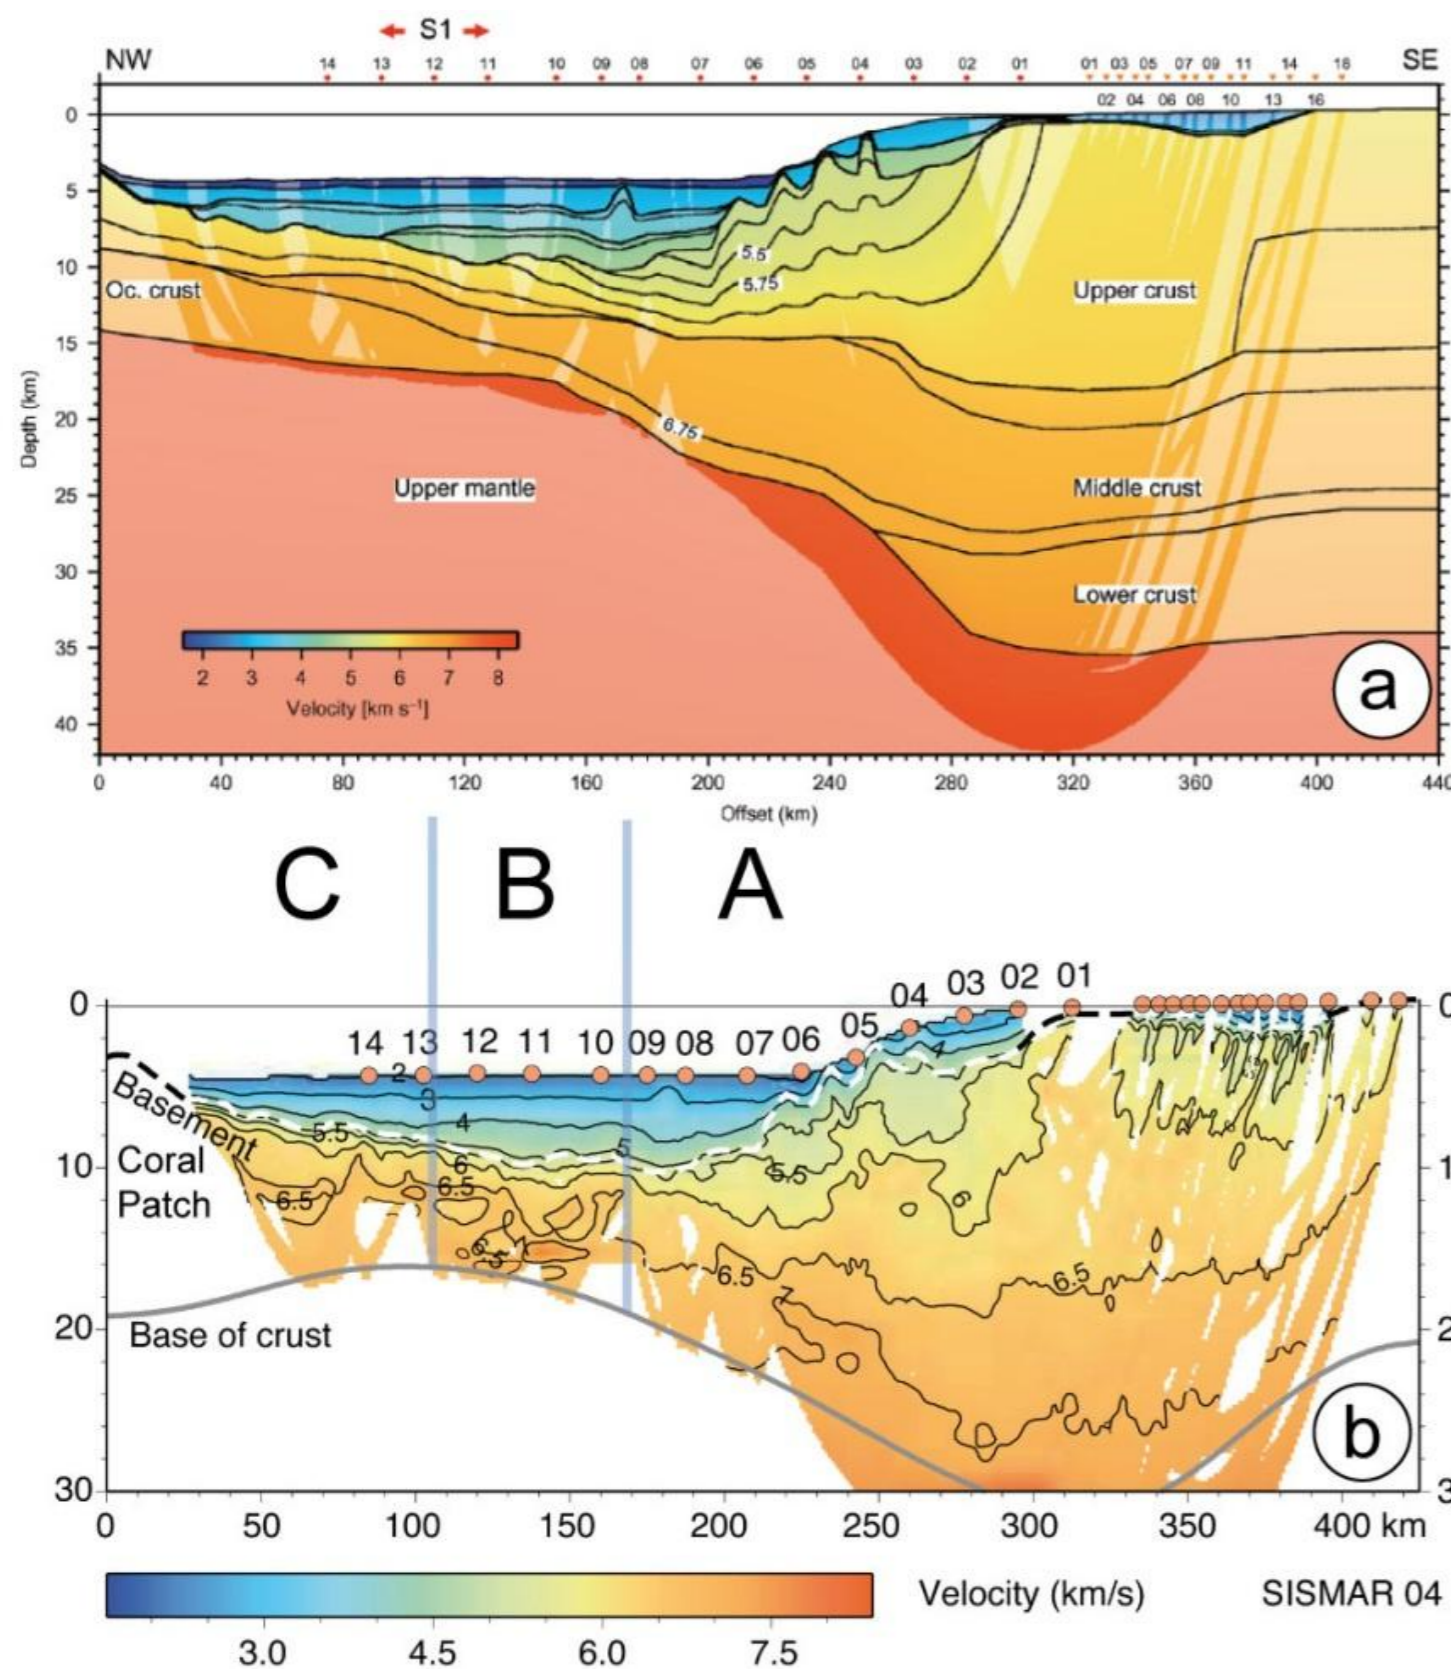 S1
NW SE
14 13 12 11 10 09 08 07 06 05 04 03 02 01 01 03 05 07 09 11 14 18
02 04 06 08 10 13 16
0
5
10
15
20
25
30
35
40
Depth (km)
5.5
5.75
6.75
Oc. crust
Upper crust
Upper mantle
Middle crust
Lower crust
2 3 4 5 6 7 8
Velocity [km s⁻¹]
a
0 40 80 120 160 200 240 280 320 360 400 440
Offset (km)
C B A
14 13 12 11 10 09 08 07 06 05 04 03 02 01
0
10
20
30
2
3
4
4
5
5.5
5.5
6
6
6.5
6.5
6.5
6.5
6.5
7
Basement
Coral
Patch
Base of crust
b
0 50 100 150 200 250 300 350 400 km
Velocity (km/s) SISMAR 04
3.0 4.5 6.0 7.5